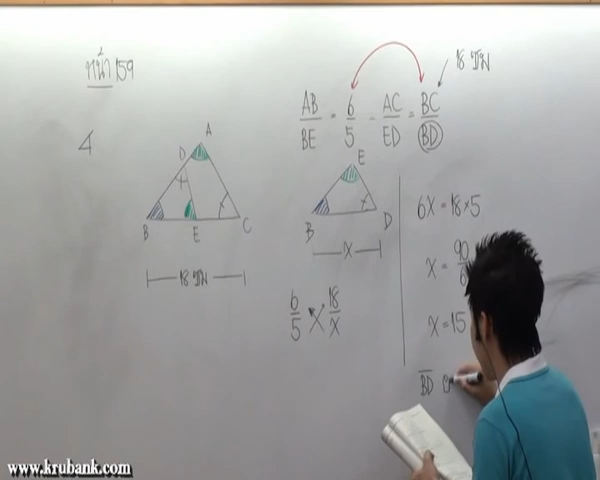 หน้า 159
4
AB/BE = 6/5 = AC/ED = BC/BD
18 ซม
A
D
B E C
18 ซม
E
B D
X
6/5 X 18/X
6X = 18×5
X = 90/6
X = 15
BD
www.krubank.com